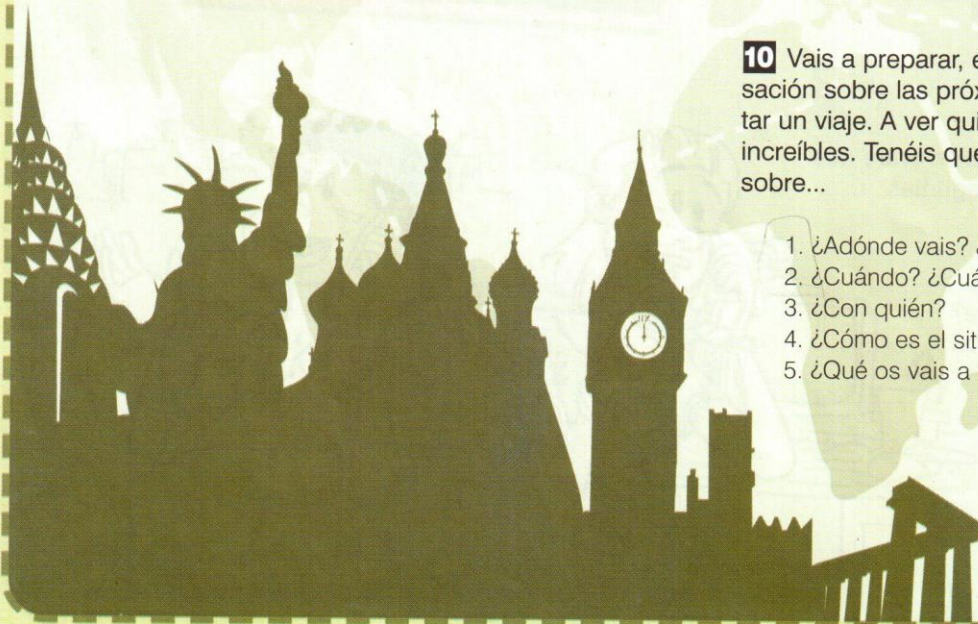 10 Vais a preparar, e
sación sobre las próx
tar un viaje. A ver qui
increíbles. Tenéis que
sobre...
1. ¿Adónde vais? ¿
2. ¿Cuándo? ¿Cuá
3. ¿Con quién?
4. ¿Cómo es el sit
5. ¿Qué os vais a